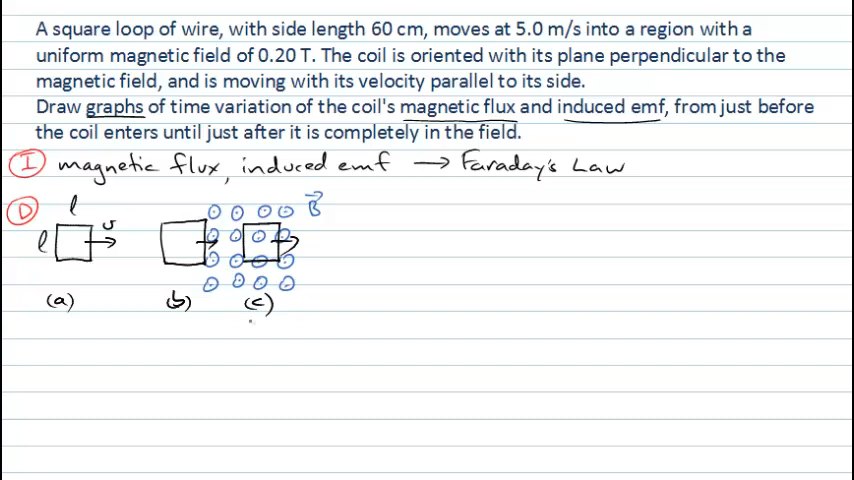 A square loop of wire, with side length 60 cm, moves at 5.0 m/s into a region with a
uniform magnetic field of 0.20 T. The coil is oriented with its plane perpendicular to the
magnetic field, and is moving with its velocity parallel to its side.
Draw graphs of time variation of the coil's magnetic flux and induced emf, from just before
the coil enters until just after it is completely in the field.
I magnetic flux, induced emf → Faraday's Law
D l v B⃗
l
(a) (b) (c)